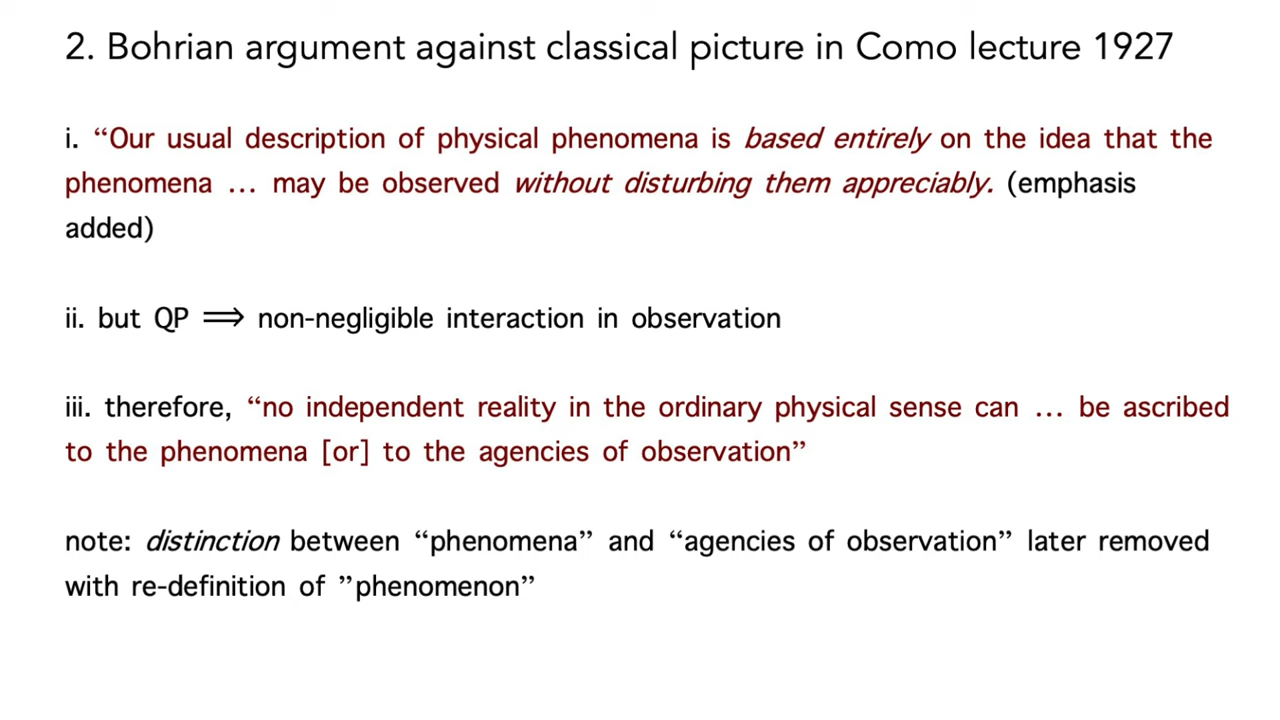 2. Bohrian argument against classical picture in Como lecture 1927
i. “Our usual description of physical phenomena is based entirely on the idea that the
phenomena … may be observed without disturbing them appreciably. (emphasis
added)
ii. but QP ⟹ non-negligible interaction in observation
iii. therefore, “no independent reality in the ordinary physical sense can … be ascribed
to the phenomena [or] to the agencies of observation”
note: distinction between “phenomena” and “agencies of observation” later removed
with re-definition of ”phenomenon”